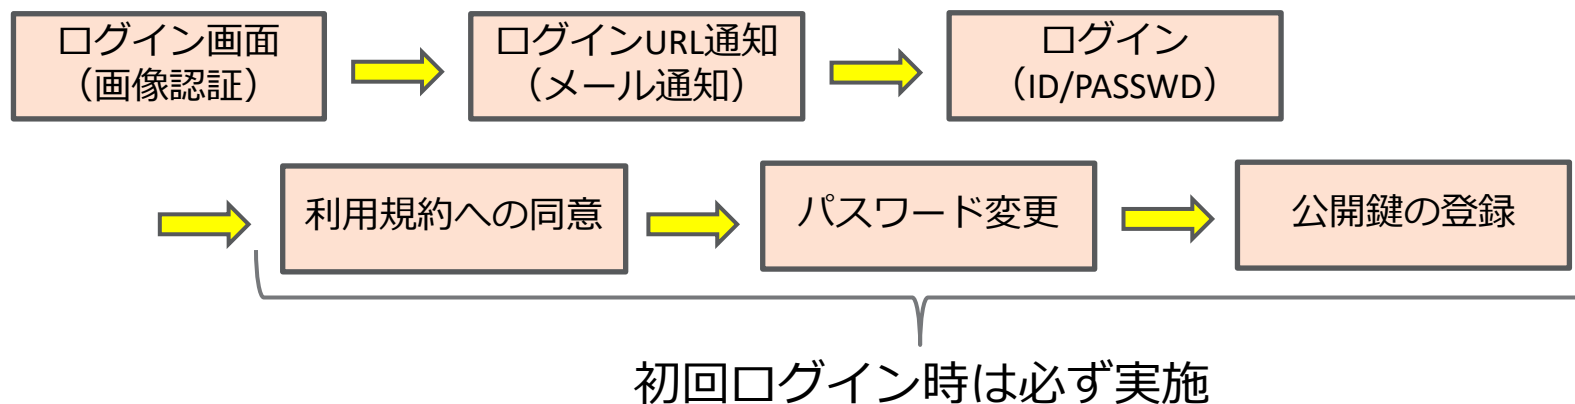 ログイン画面
（画像認証）
ログインURL通知
（メール通知）
ログイン
（ID/PASSWD）
利用規約への同意
パスワード変更
公開鍵の登録
初回ログイン時は必ず実施